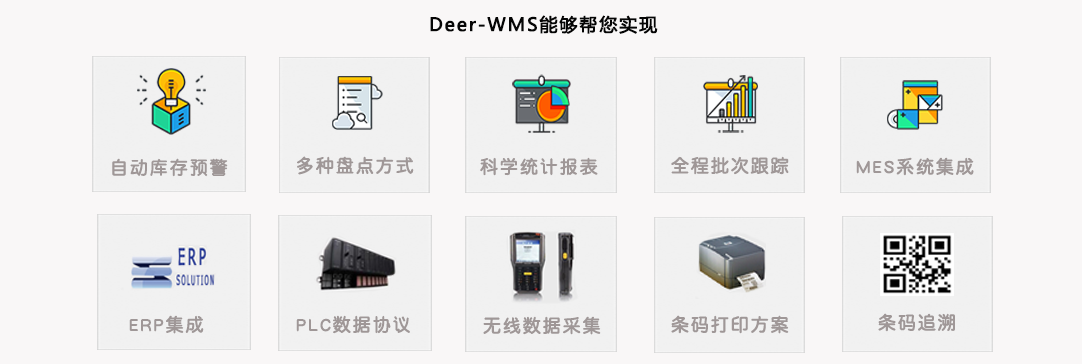 Deer-WMS能够帮您实现
自动库存预警
多种盘点方式
科学统计报表
全程批次跟踪
MES系统集成
ERP
SOLUTION
ERP集成
PLC数据协议
无线数据采集
条码打印方案
条码追溯